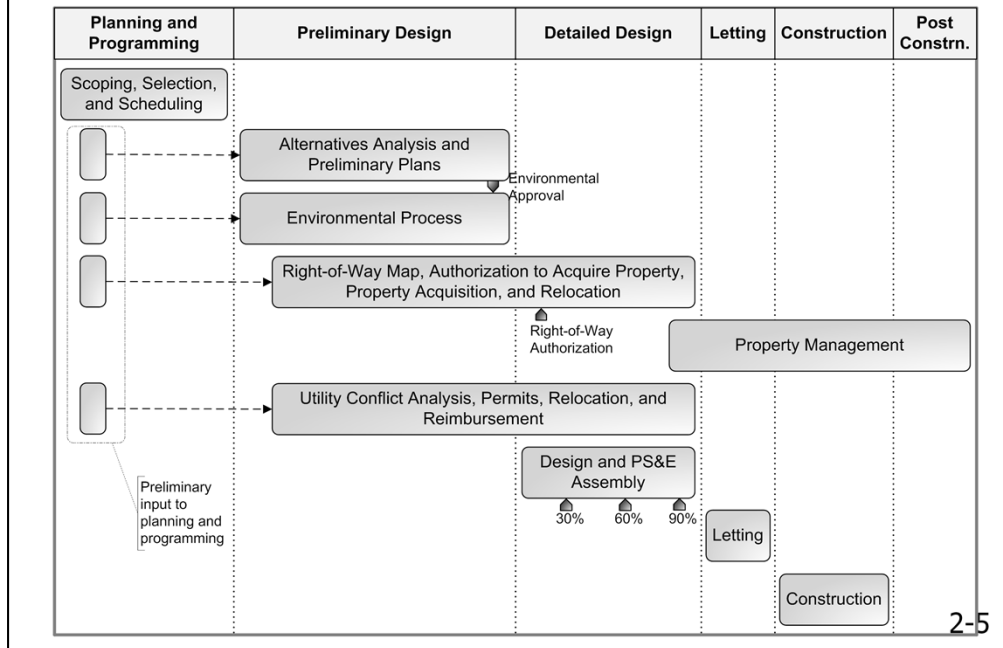 Planning and
Programming
Preliminary Design
Detailed Design
Letting
Construction
Post
Constrn.
Scoping, Selection,
and Scheduling
Alternatives Analysis and
Preliminary Plans
Environmental
Approval
Environmental Process
Right-of-Way Map, Authorization to Acquire Property,
Property Acquisition, and Relocation
Right-of-Way
Authorization
Property Management
Utility Conflict Analysis, Permits, Relocation, and
Reimbursement
Design and PS&E
Assembly
30%
60%
90%
Preliminary
input to
planning and
programming
Letting
Construction
2-5